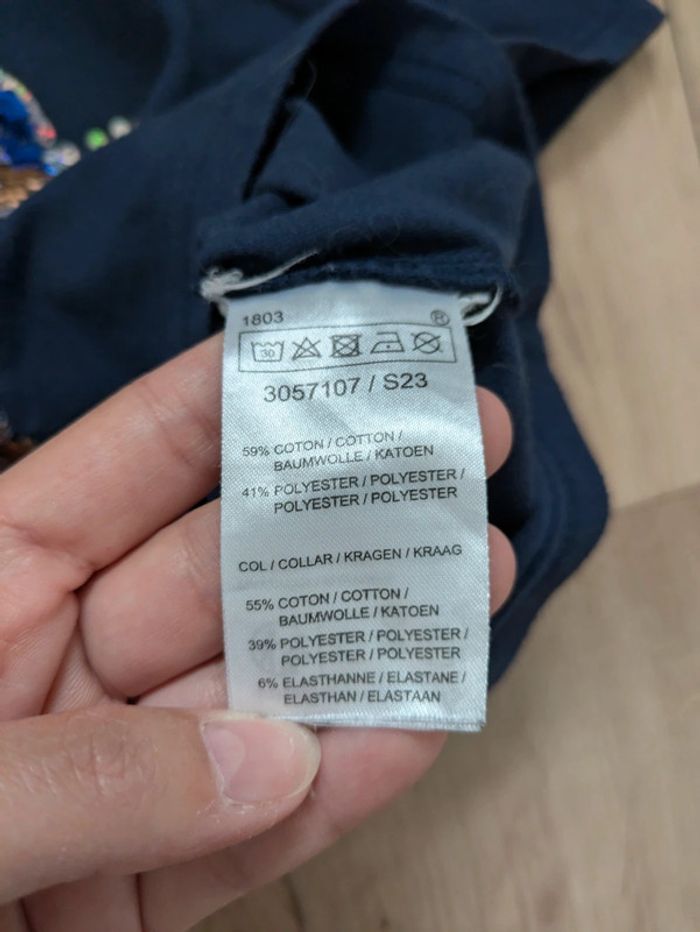 1803 ®
30
3057107 / S23
59% COTON / COTTON /
BAUMWOLLE / KATOEN
41% POLYESTER / POLYESTER /
POLYESTER / POLYESTER
COL / COLLAR / KRAGEN / KRAAG
55% COTON / COTTON /
BAUMWOLLE / KATOEN
39% POLYESTER / POLYESTER /
POLYESTER / POLYESTER
6% ELASTHANNE / ELASTANE /
ELASTHAN / ELASTAAN